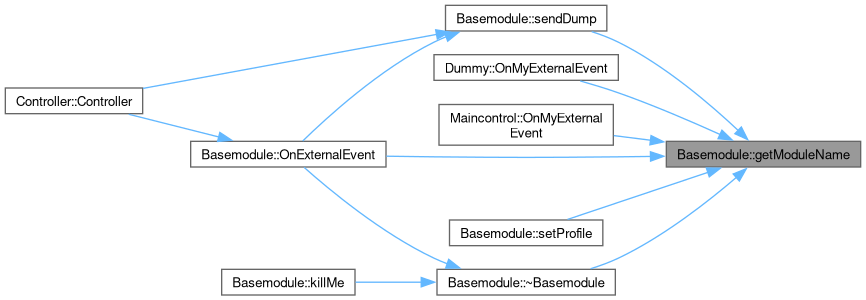 Basemodule::sendDump
Dummy::OnMyExternalEvent
Controller::Controller
Maincontrol::OnMyExternal
Event
Basemodule::OnExternalEvent
Basemodule::getModuleName
Basemodule::setProfile
Basemodule::killMe
Basemodule::~Basemodule